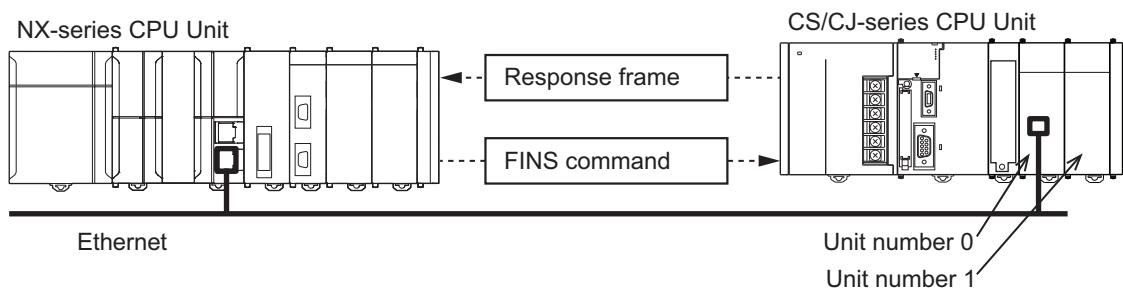 NX-series CPU Unit
CS/CJ-series CPU Unit
Response frame
FINS command
Ethernet
Unit number 0
Unit number 1